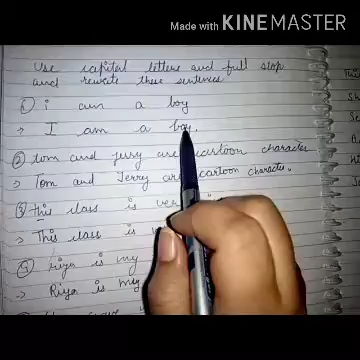 Made with KINEMASTER
Use capital letters and full stop
and rewrite these sentences
① i am a boy
→ I am a boy.
② tom and jerry are cartoon character
→ Tom and Jerry are cartoon character.
③ this class is
→ This class is
riya is my
→ Riya is my